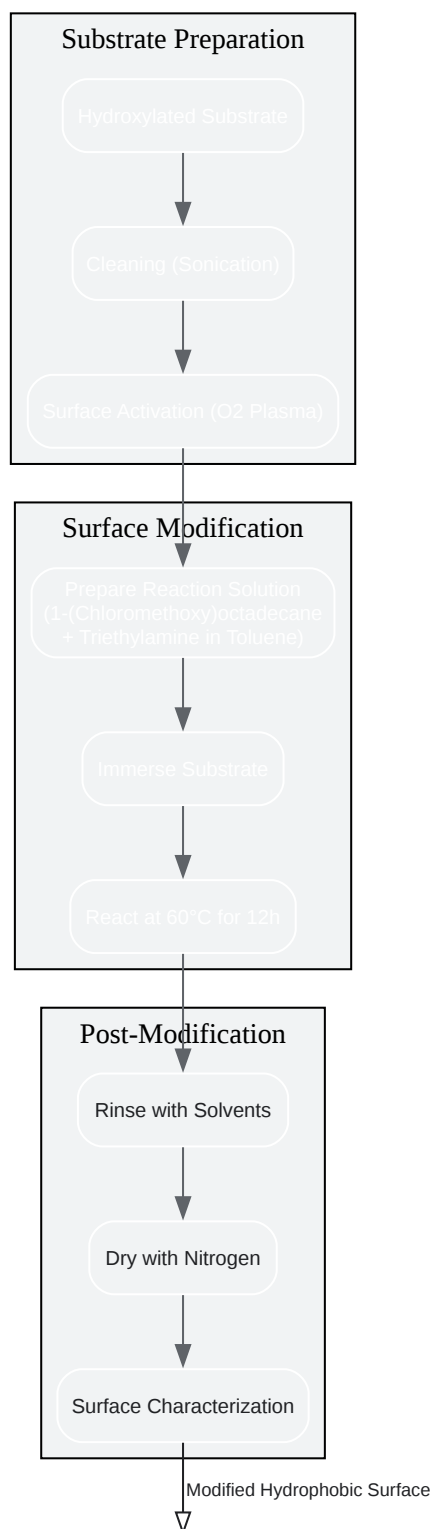 Substrate Preparation
Hydroxylated Substrate
Cleaning (Sonication)
Surface Activation (O2 Plasma)
Surface Modification
Prepare Reaction Solution
(1-(Chloromethoxy)octadecane
+ Triethylamine in Toluene)
Immerse Substrate
React at 60°C for 12h
Post-Modification
Rinse with Solvents
Dry with Nitrogen
Surface Characterization
Modified Hydrophobic Surface